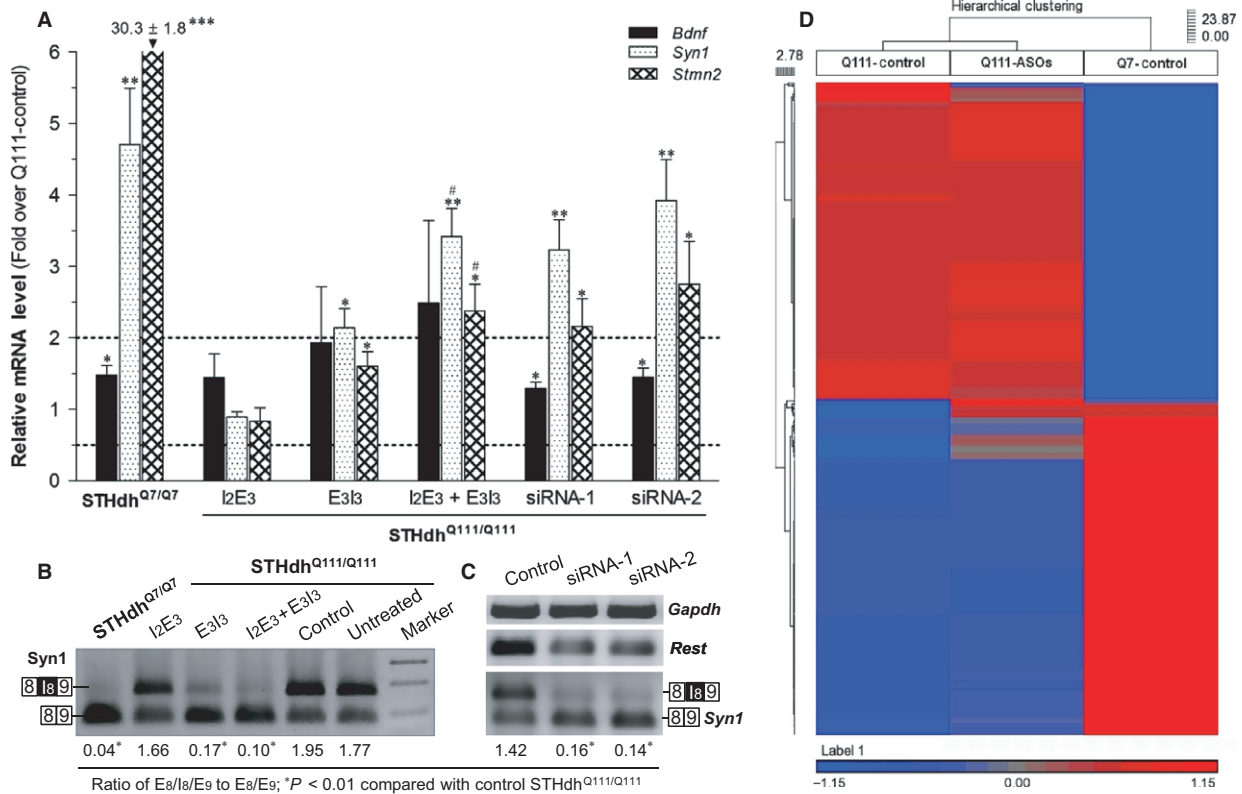 A
30.3 ± 1.8***
Bdnf
Syn1
Stmn2
Relative mRNA level (Fold over Q111-control)
6
5
4
3
2
1
0
*
**
*
*
#
**
#
*
*
**
*
*
**
*
STHdhQ7/Q7
I2E3
E3I3
I2E3 + E3I3
siRNA-1
siRNA-2
STHdhQ111/Q111
B
STHdhQ111/Q111
STHdhQ7/Q7
I2E3
E3I3
I2E3+E3I3
Control
Untreated
Marker
Syn1
8 I8 9
8 9
0.04* 1.66 0.17* 0.10* 1.95 1.77
C
Control
siRNA-1
siRNA-2
Gapdh
Rest
8 I8 9
8 9 Syn1
1.42 0.16* 0.14*
Ratio of E8/I8/E9 to E8/E9; *P < 0.01 compared with control STHdhQ111/Q111
D
Hierarchical clustering
23.87
0.00
2.78
Q111-control Q111-ASOs Q7-control
Label 1
−1.15 0.00 1.15